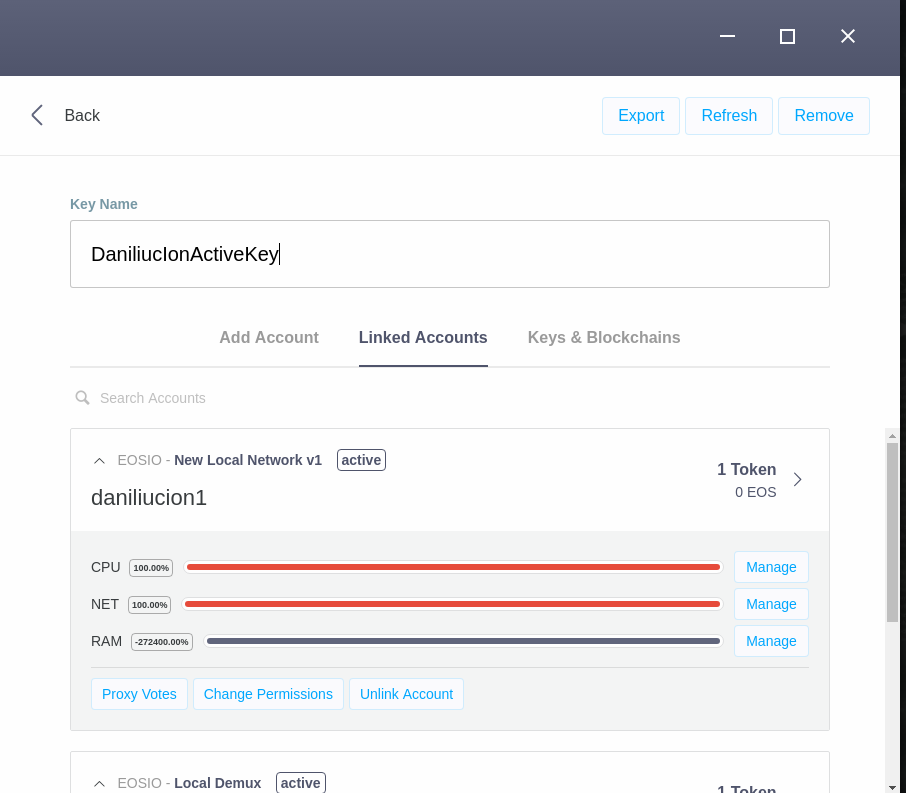 Back
Export Refresh Remove
Key Name
DaniliucIonActiveKey
Add Account Linked Accounts Keys & Blockchains
Search Accounts
EOSIO - New Local Network v1 active
1 Token
daniliucion1
0 EOS
CPU 100.00% Manage
NET 100.00% Manage
RAM -272400.00% Manage
Proxy Votes Change Permissions Unlink Account
EOSIO - Local Demux active
1 Token